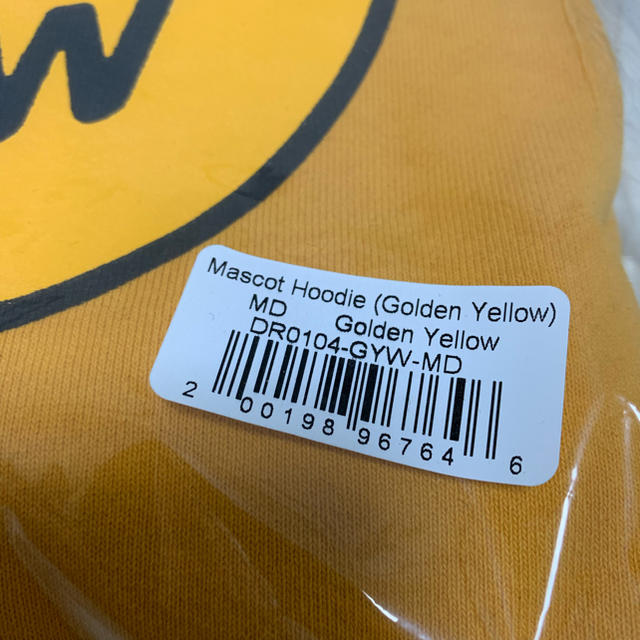 w
Mascot Hoodie (Golden Yellow)
MD Golden Yellow
DR0104-GYW-MD
2 00198 96764 6